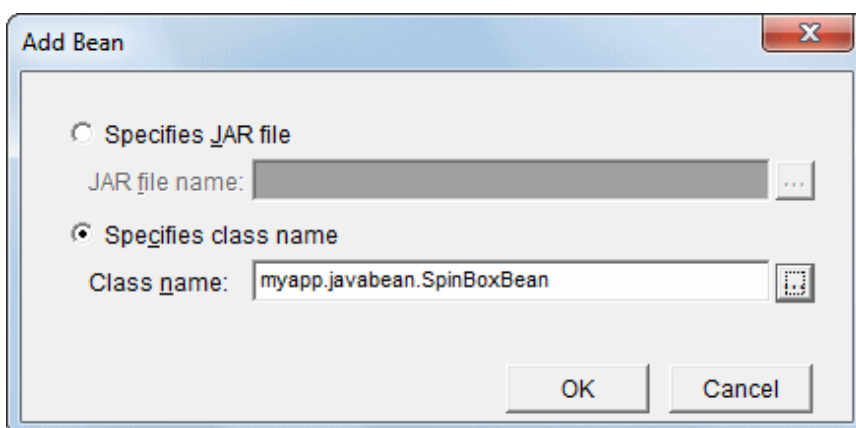 Add Bean
Specifies JAR file
JAR file name:
...
Specifies class name
Class name: myapp.javabean.SpinBoxBean
...
OK Cancel